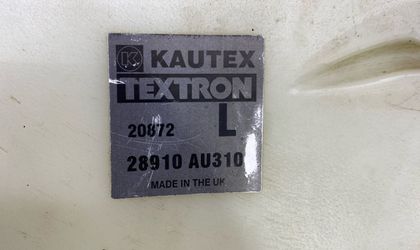 K KAUTEX
TEXTRON
20872 L
28910 AU310
MADE IN THE UK